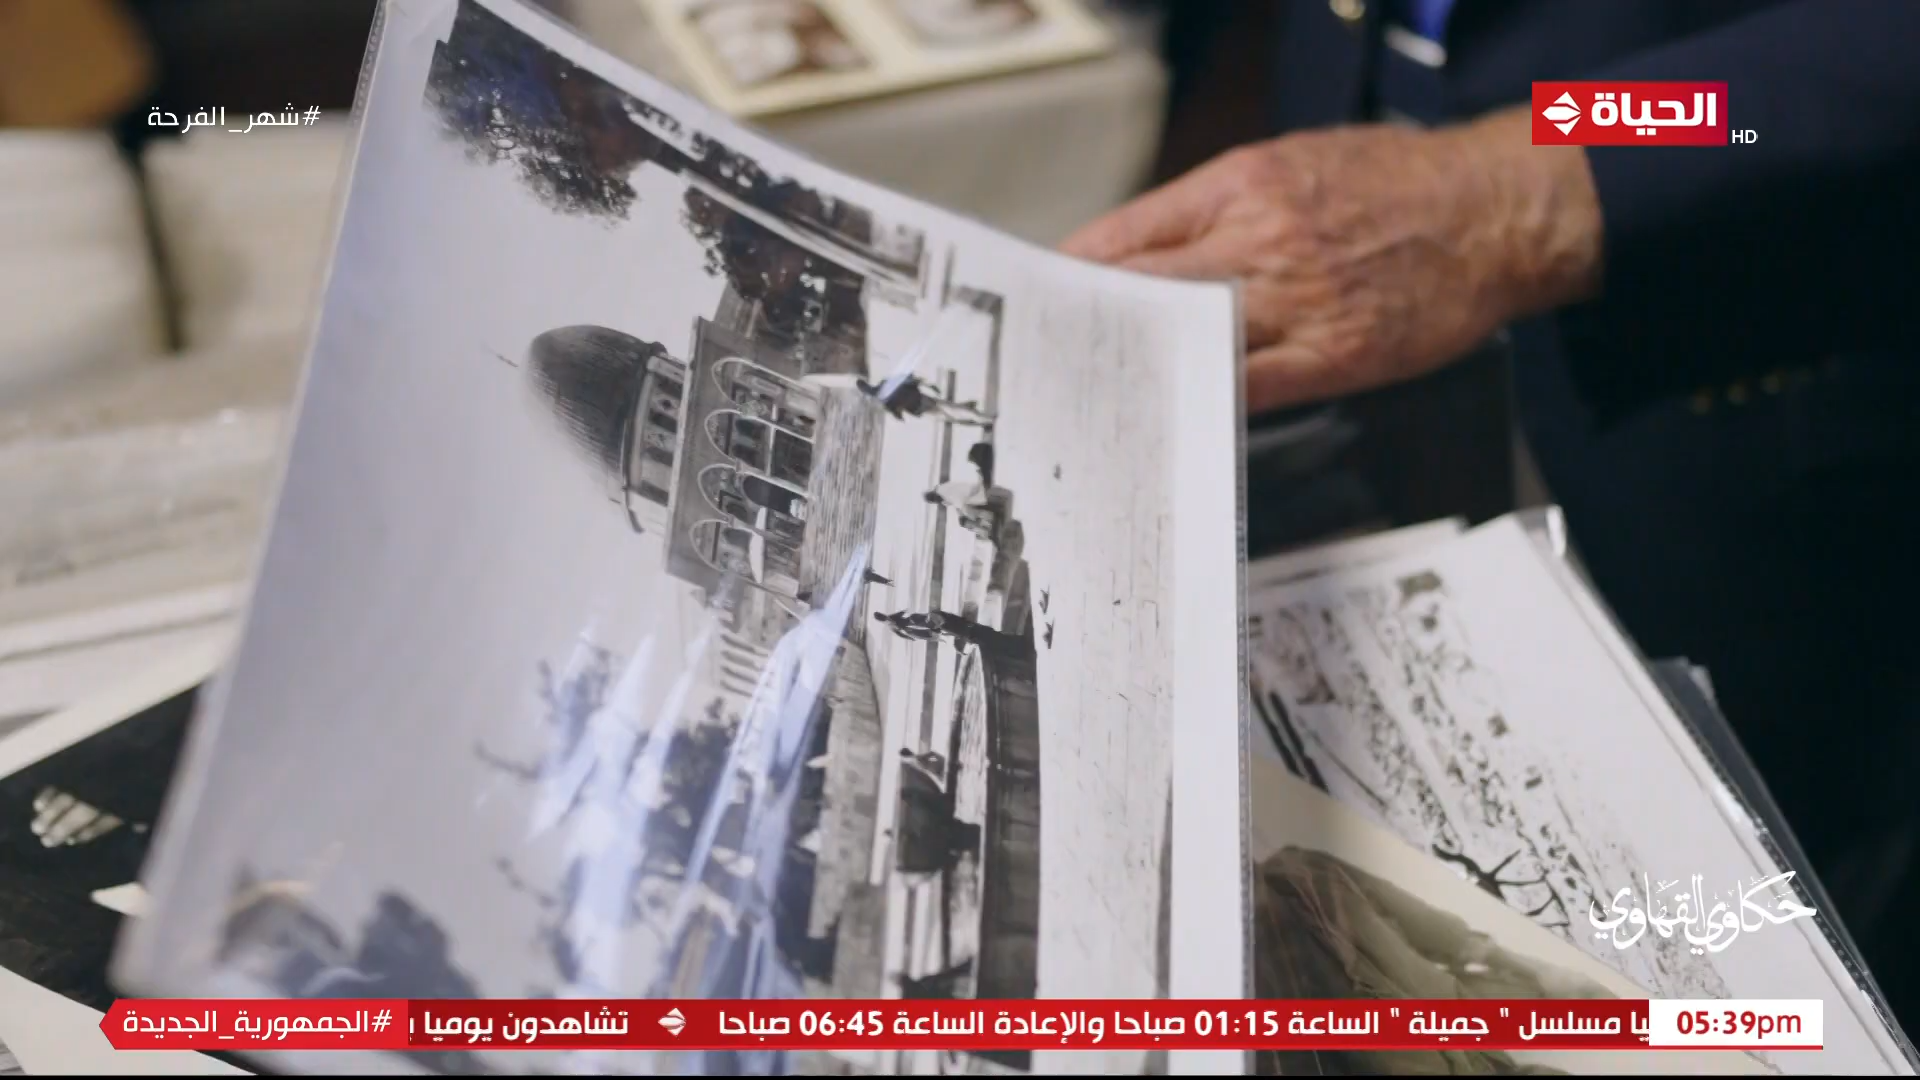 #شهر_الفرحة
الحياة
HD
حكاوي القهاوي
05:39pm
يا مسلسل " جميلة " الساعة 01:15 صباحا والإعادة الساعة 06:45 صباحا
تشاهدون يوميا
#الجمهورية_الجديدة